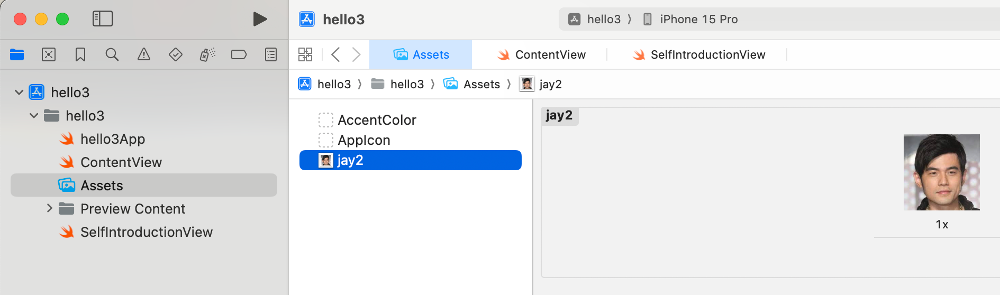 hello3
hello3 〉 iPhone 15 Pro
Assets
ContentView
SelfIntroductionView
hello3 〉 hello3 〉 Assets 〉 jay2
hello3
hello3
hello3App
ContentView
Assets
Preview Content
SelfIntroductionView
AccentColor
AppIcon
jay2
jay2
1x